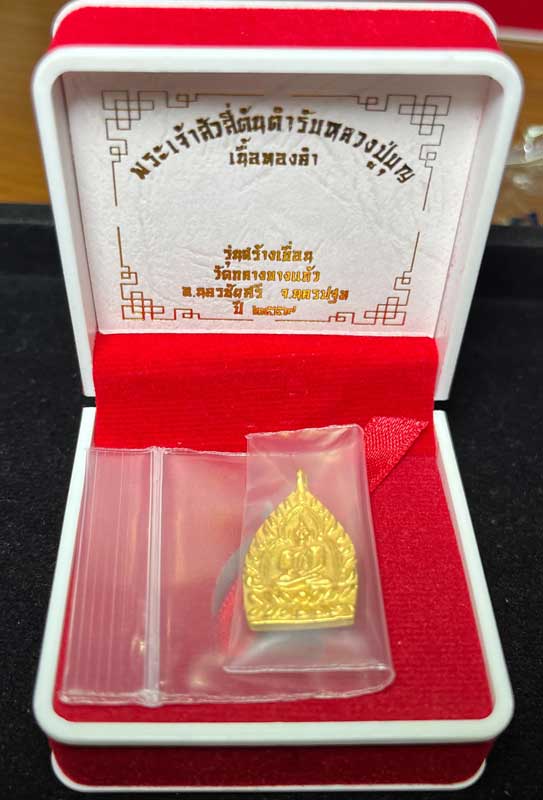 พระเจ้าสัวสี่ต้นตำรับหลวงปู่บุญ
เนื้อทองคำ
รุ่นสร้างเขื่อน
วัดกลางบางแก้ว
อ.นครชัยศรี จ.นครปฐม
ปี